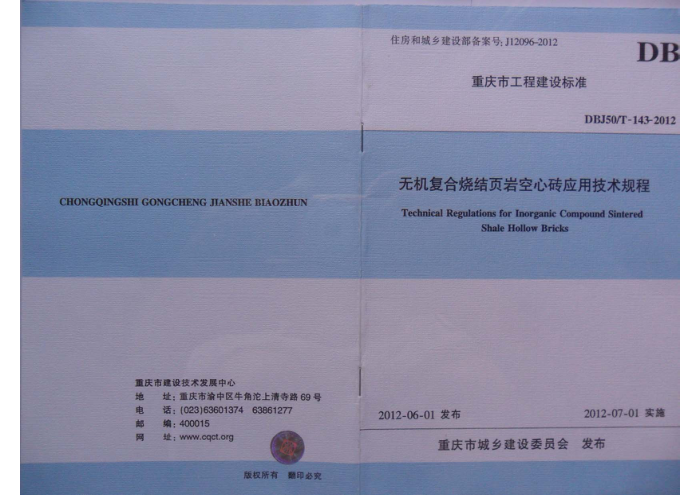 CHONGQINGSHI GONGCHENG JIANSHE BIAOZHUN
重庆市建设技术发展中心
地 址：重庆市渝中区牛角沱上清寺路 69 号
电 话：(023)63601374 63861277
邮 编：400015
网 址：www.cqct.org
版权所有 翻印必究
住房和城乡建设部备案号：J12096-2012
DB
重庆市工程建设标准
DBJ50/T-143-2012
无机复合烧结页岩空心砖应用技术规程
Technical Regulations for Inorganic Compound Sintered
Shale Hollow Bricks
2012-06-01 发布 2012-07-01 实施
重庆市城乡建设委员会 发布